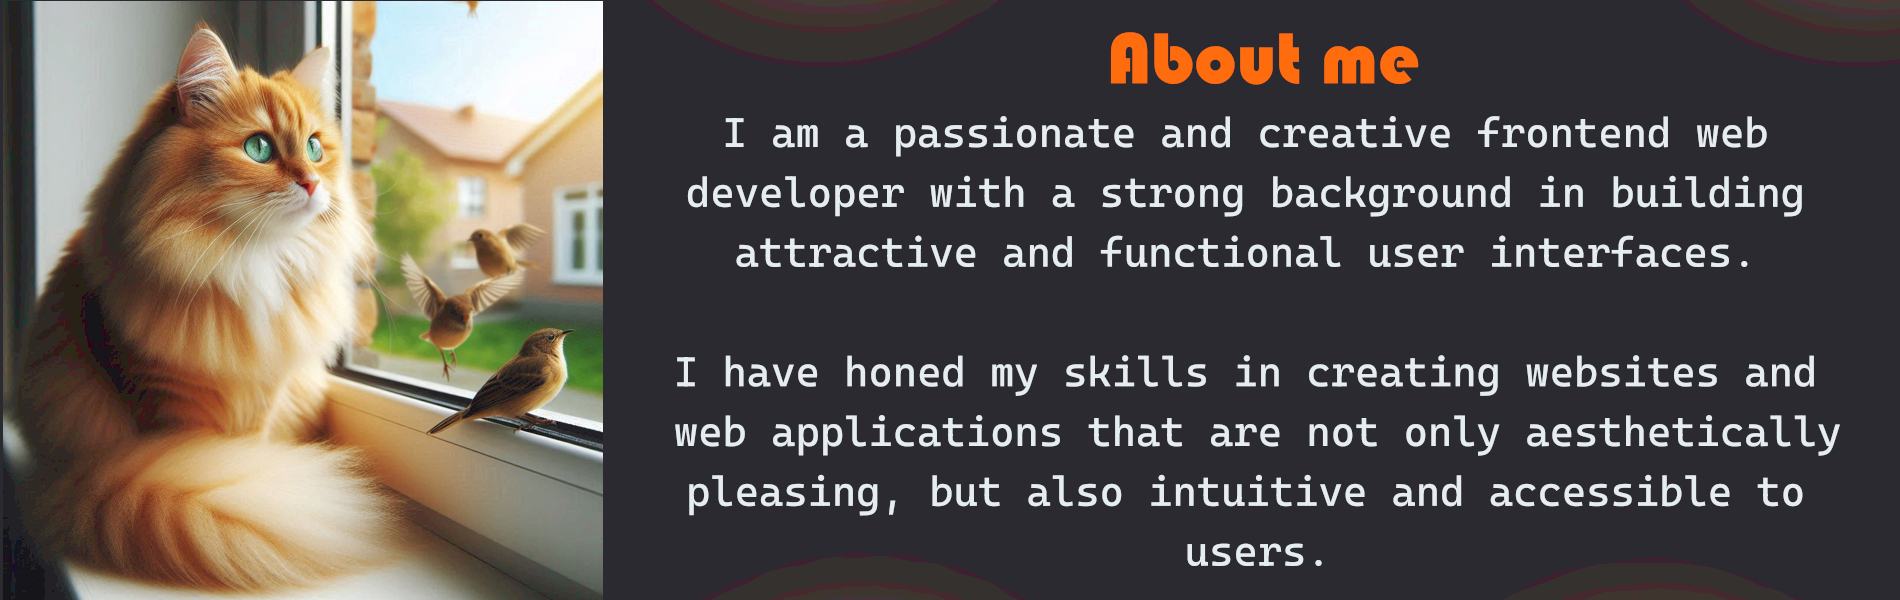 About me
I am a passionate and creative frontend web
developer with a strong background in building
attractive and functional user interfaces.
I have honed my skills in creating websites and
web applications that are not only aesthetically
pleasing, but also intuitive and accessible to
users.